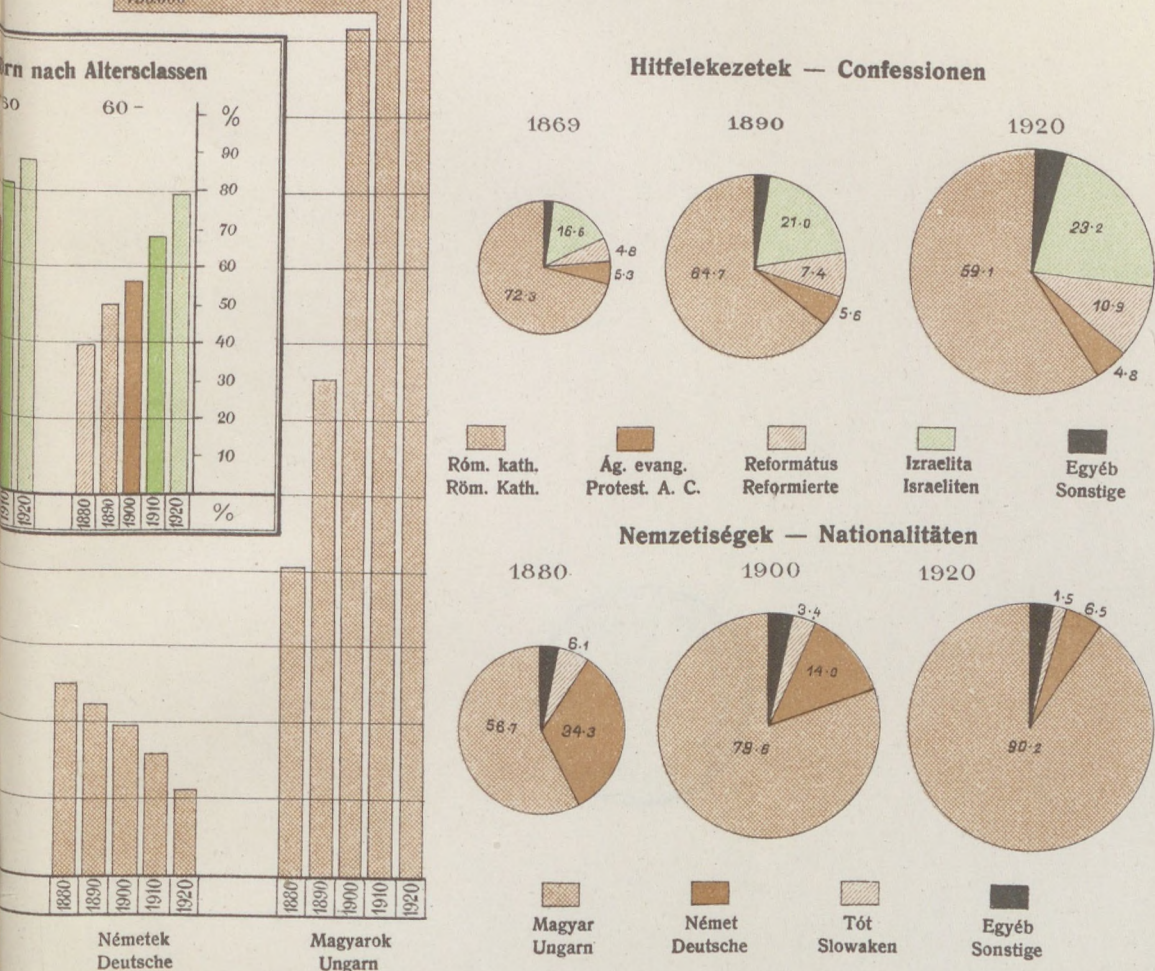 rn nach Altersclassen
60 -
%
90
80
70
60
50
40
30
20
10
1920
1880
1890
1900
1910
1920
%
1880
1890
1900
1910
1920
Németek
Deutsche
1880
1890
1900
1910
1920
Magyarok
Ungarn
Hitfelekezetek — Confessionen
1869
1890
1920
16·6
4·8
5·3
72·3
21·0
7·4
5·6
64·7
23·2
10·9
4·8
59·1
Róm. kath.
Röm. Kath.
Ág. evang.
Protest. A. C.
Református
Reformierte
Izraelita
Israeliten
Egyéb
Sonstige
Nemzetiségek — Nationalitäten
1880
1900
1920
6·1
34·3
56·7
3·4
14·0
79·6
1·5
6·5
90·2
Magyar
Ungarn
Német
Deutsche
Tót
Slowaken
Egyéb
Sonstige